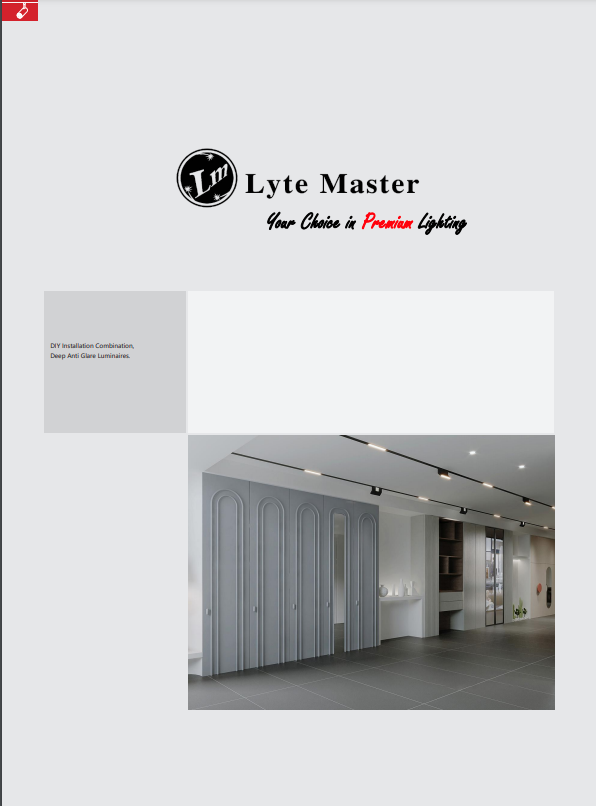 Lm
Lyte Master
Your Choice in Premium Lighting
DIY Installation Combination,
Deep Anti Glare Luminaires.